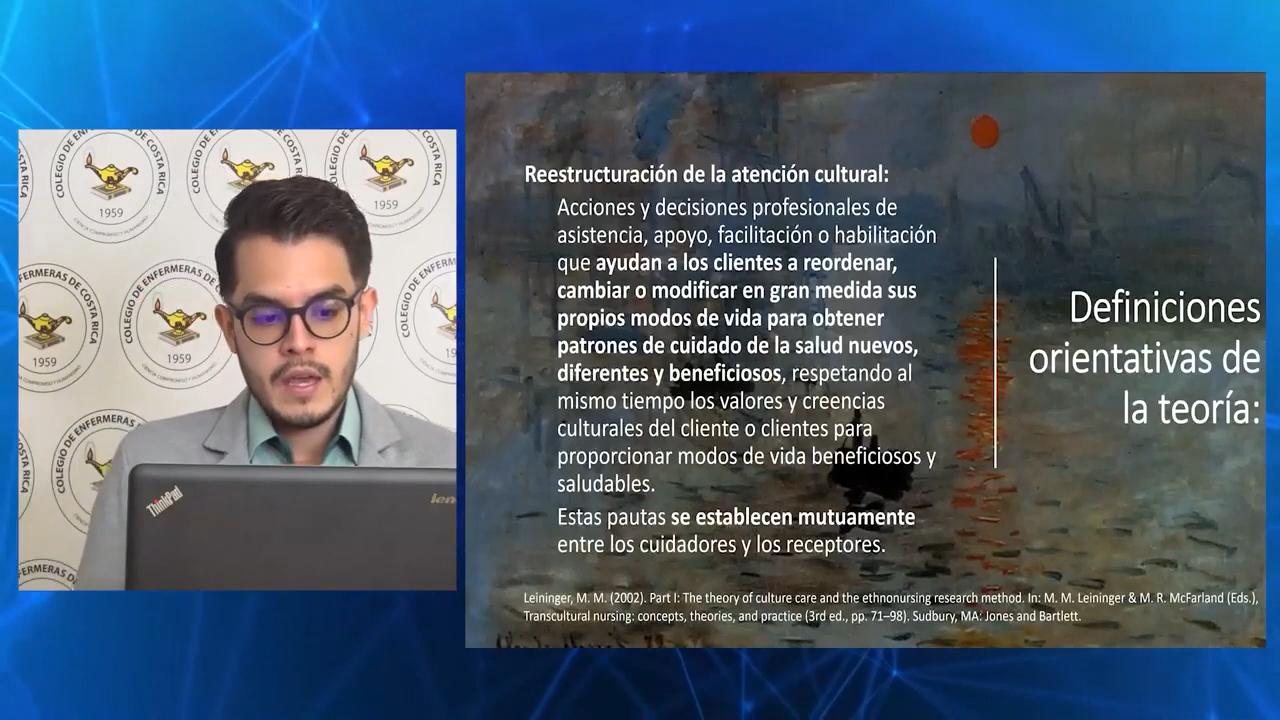 COLEGIO DE ENFERMERAS DE COSTA RICA
1959
CIENCIA COMPROMISO Y HUMANISMO
ThinkPad
Reestructuración de la atención cultural:
Acciones y decisiones profesionales de
asistencia, apoyo, facilitación o habilitación
que ayudan a los clientes a reordenar,
cambiar o modificar en gran medida sus
propios modos de vida para obtener
patrones de cuidado de la salud nuevos,
diferentes y beneficiosos, respetando al
mismo tiempo los valores y creencias
culturales del cliente o clientes para
proporcionar modos de vida beneficiosos y
saludables.
Estas pautas se establecen mutuamente
entre los cuidadores y los receptores.
Definiciones
orientativas de
la teoría:
Leininger, M. M. (2002). Part I: The theory of culture care and the ethnonursing research method. In: M. M. Leininger & M. R. McFarland (Eds.),
Transcultural nursing: concepts, theories, and practice (3rd ed., pp. 71–98). Sudbury, MA: Jones and Bartlett.